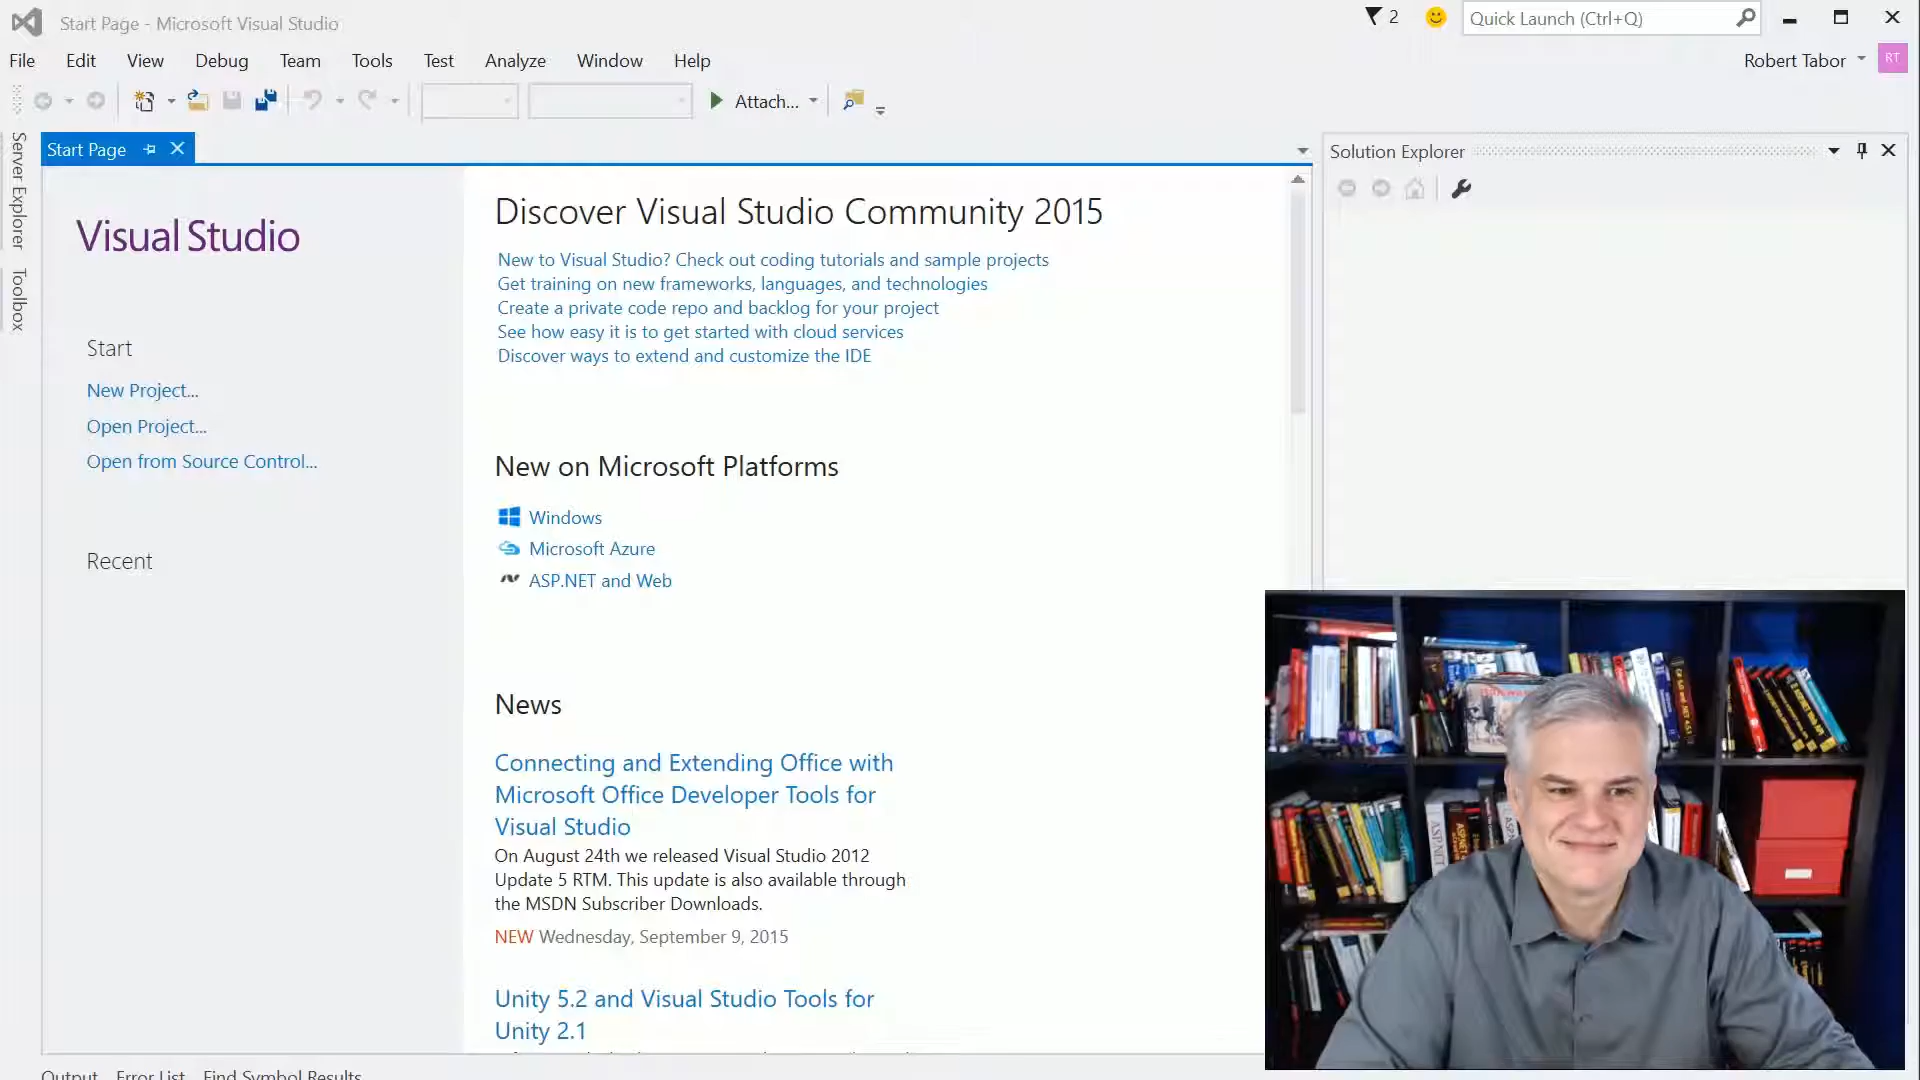 Start Page - Microsoft Visual Studio
2
Quick Launch (Ctrl+Q)
File Edit View Debug Team Tools Test Analyze Window Help
Robert Tabor
RT
Attach...
Server Explorer
Toolbox
Start Page
Solution Explorer
Visual Studio
Start
New Project...
Open Project...
Open from Source Control...
Recent
Discover Visual Studio Community 2015
New to Visual Studio? Check out coding tutorials and sample projects
Get training on new frameworks, languages, and technologies
Create a private code repo and backlog for your project
See how easy it is to get started with cloud services
Discover ways to extend and customize the IDE
New on Microsoft Platforms
Windows
Microsoft Azure
ASP.NET and Web
News
Connecting and Extending Office with
Microsoft Office Developer Tools for
Visual Studio
On August 24th we released Visual Studio 2012
Update 5 RTM. This update is also available through
the MSDN Subscriber Downloads.
NEW Wednesday, September 9, 2015
Unity 5.2 and Visual Studio Tools for
Unity 2.1
Output Error List Find Symbol Results